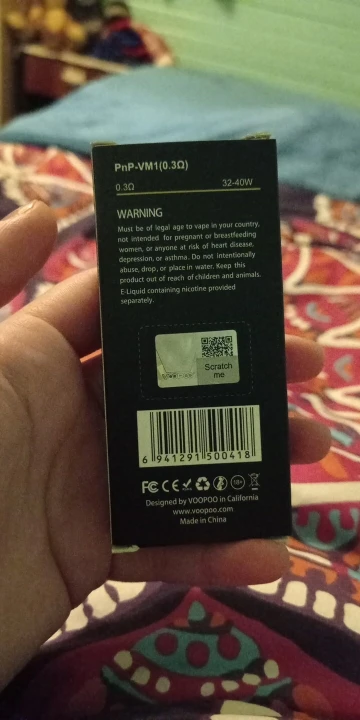 PnP-VM1(0.3Ω)
0.3Ω 32-40W
WARNING
Must be of legal age to vape in your country,
not intended for pregnant or breastfeeding
women, or anyone at risk of heart disease,
depression, or asthma. Do not intentionally
abuse, drop, or place in water. Keep this
product out of reach of children and animals.
E-Liquid containing nicotine provided
separately.
Scratch
me
6 941291 500418
FC CE 18+
Designed by VOOPOO in California
www.voopoo.com
Made in China